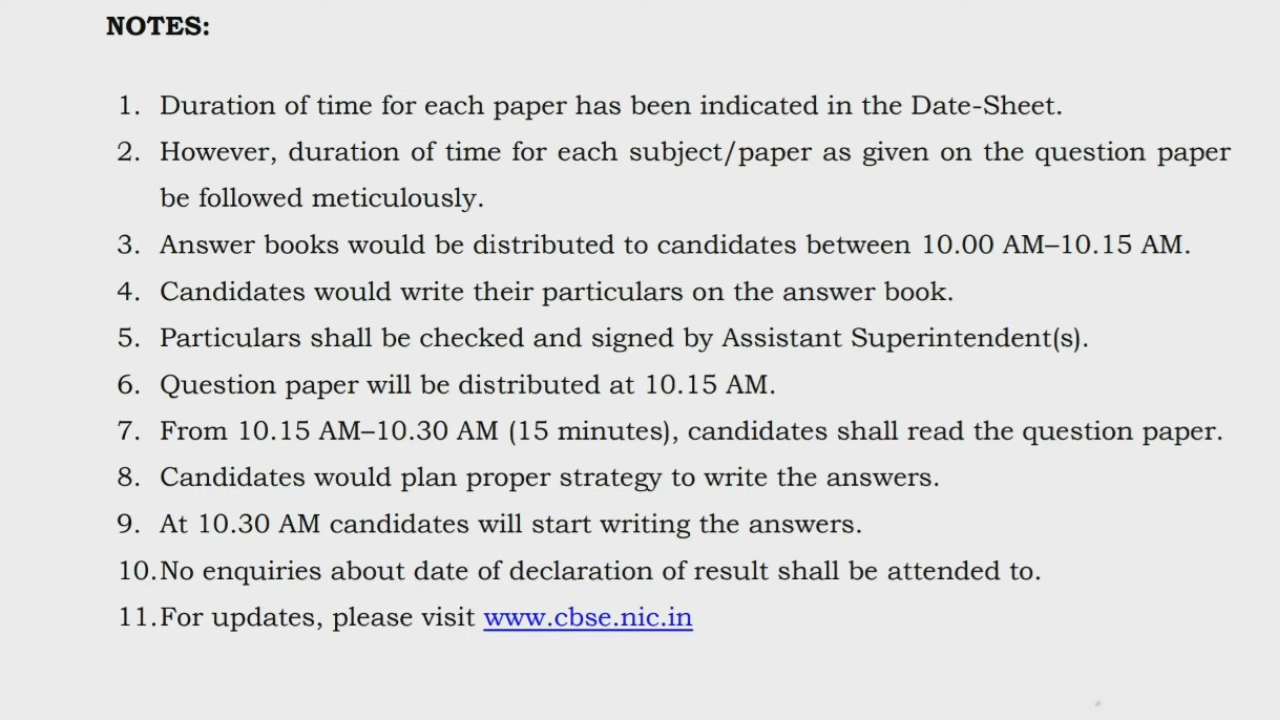 NOTES:
1. Duration of time for each paper has been indicated in the Date-Sheet.
2. However, duration of time for each subject/paper as given on the question paper
be followed meticulously.
3. Answer books would be distributed to candidates between 10.00 AM–10.15 AM.
4. Candidates would write their particulars on the answer book.
5. Particulars shall be checked and signed by Assistant Superintendent(s).
6. Question paper will be distributed at 10.15 AM.
7. From 10.15 AM–10.30 AM (15 minutes), candidates shall read the question paper.
8. Candidates would plan proper strategy to write the answers.
9. At 10.30 AM candidates will start writing the answers.
10. No enquiries about date of declaration of result shall be attended to.
11. For updates, please visit www.cbse.nic.in